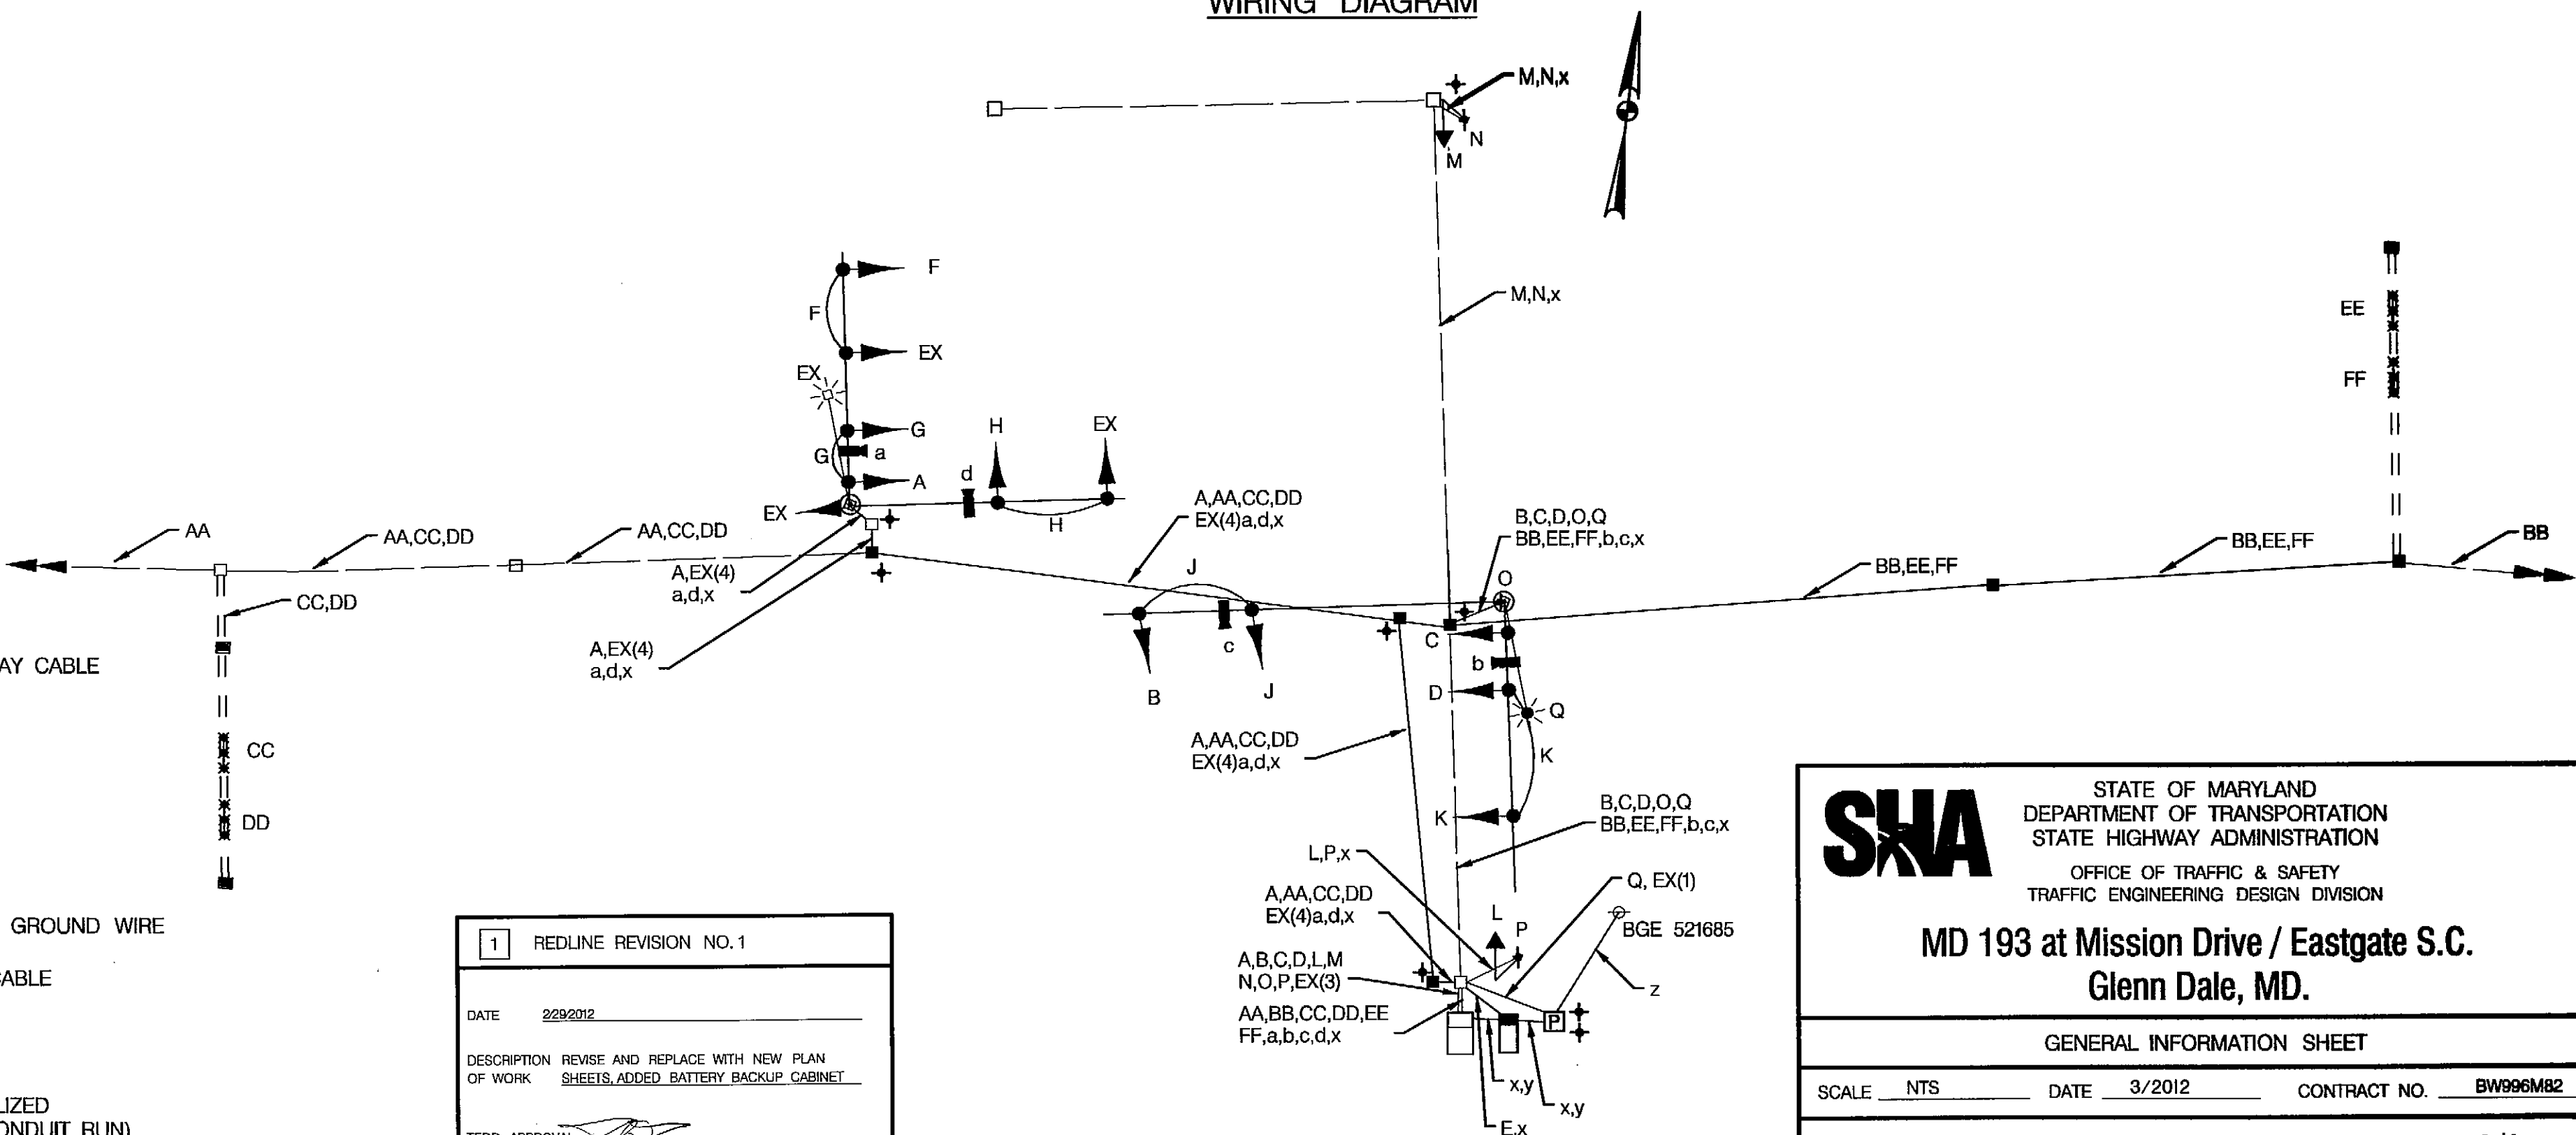 WIRING DIAGRAM
M,N,x
N
M
M,N,x
F
F
EX
EX
G
G
a
A
EX
d
H
EX
H
EE
FF
AA
AA,CC,DD
AA,CC,DD
A,EX(4)
a,d,x
A,EX(4)
a,d,x
A,AA,CC,DD
EX(4)a,d,x
J
B,C,D,O,Q
BB,EE,FF,b,c,x
O
BB,EE,FF
BB,EE,FF
BB
CC,DD
C
c
b
B
J
D
Q
K
K
A,AA,CC,DD
EX(4)a,d,x
AY CABLE
CC
DD
B,C,D,O,Q
BB,EE,FF,b,c,x
L,P,x
Q, EX(1)
A,AA,CC,DD
EX(4)a,d,x
L
P
BGE 521685
z
A,B,C,D,L,M
N,O,P,EX(3)
AA,BB,CC,DD,EE
FF,a,b,c,d,x
P
x,y
x,y
E,x
GROUND WIRE
CABLE
LIZED
ONDUIT RUN)
1 REDLINE REVISION NO. 1
DATE 2/29/2012
DESCRIPTION REVISE AND REPLACE WITH NEW PLAN
OF WORK SHEETS, ADDED BATTERY BACKUP CABINET
SHA
STATE OF MARYLAND
DEPARTMENT OF TRANSPORTATION
STATE HIGHWAY ADMINISTRATION
OFFICE OF TRAFFIC & SAFETY
TRAFFIC ENGINEERING DESIGN DIVISION
MD 193 at Mission Drive / Eastgate S.C.
Glenn Dale, MD.
GENERAL INFORMATION SHEET
SCALE NTS DATE 3/2012 CONTRACT NO. BW996M82